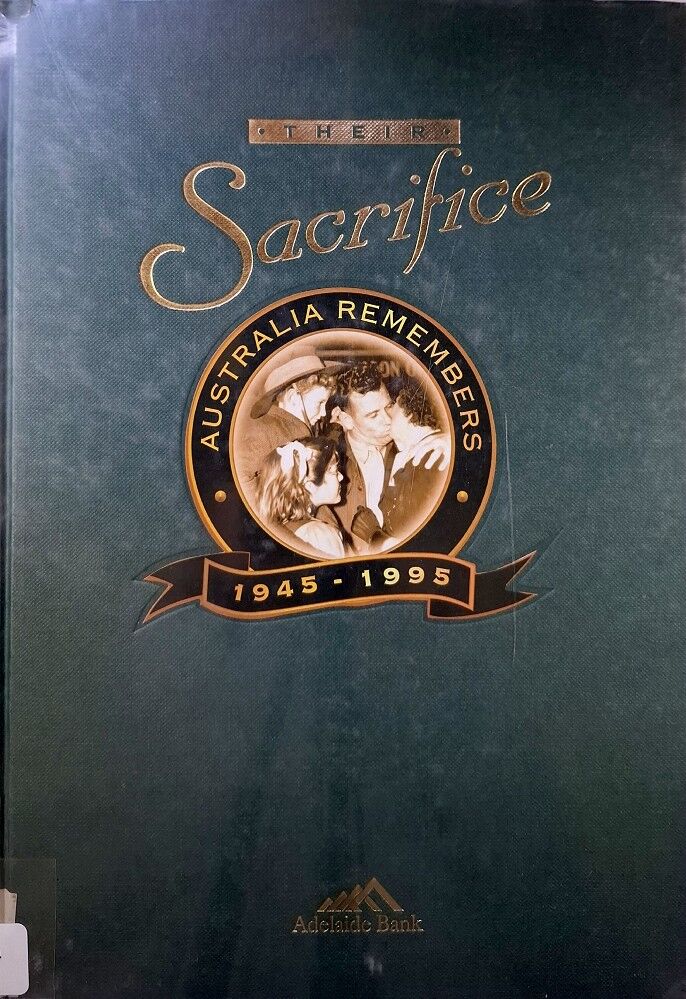 • THEIR •
Sacrifice
AUSTRALIA REMEMBERS
1945 - 1995
Adelaide Bank